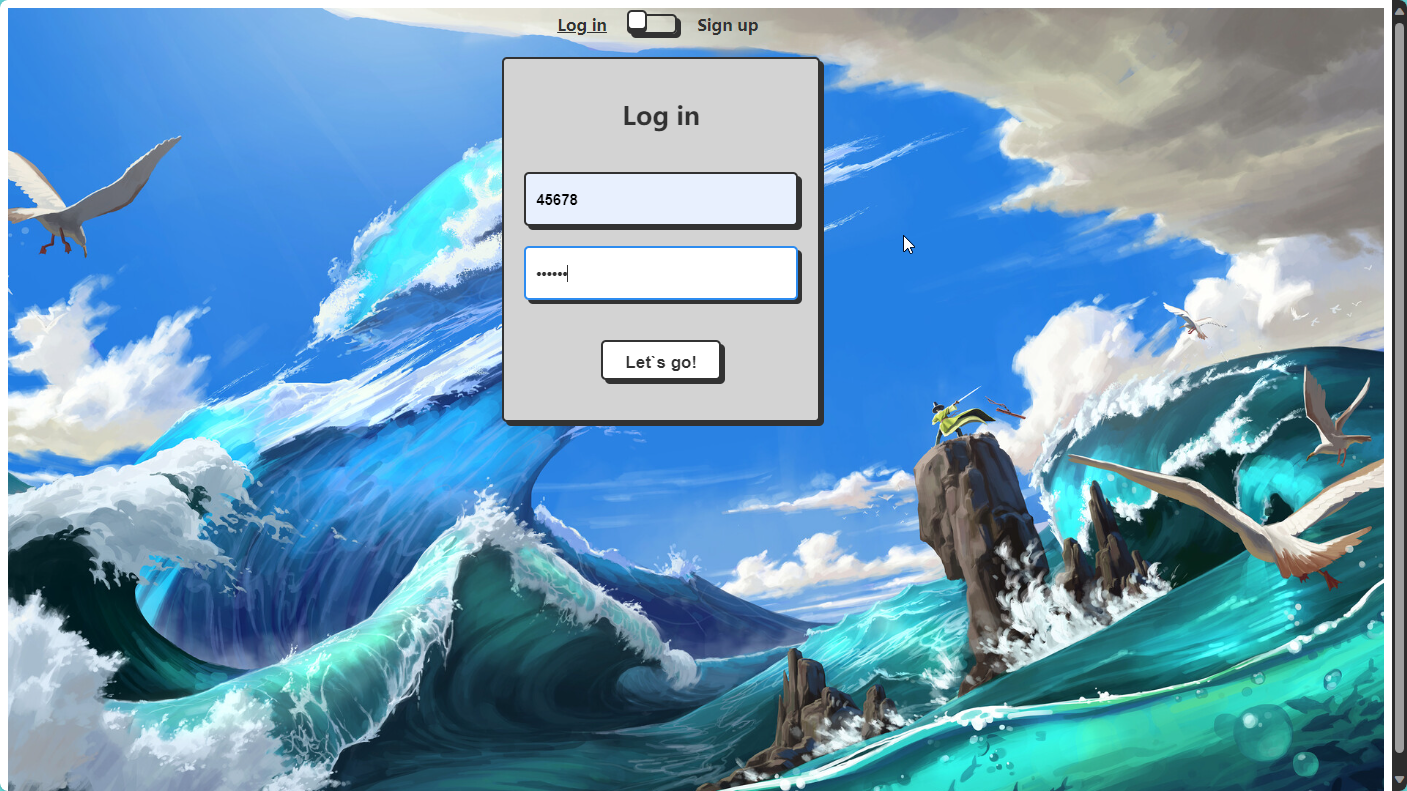 Log in Sign up
Log in
45678
••••••
Let`s go!